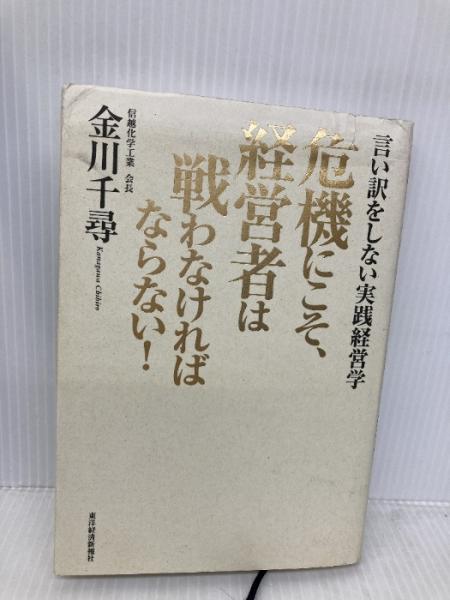 言い訳をしない実践経営学
危機にこそ、
経営者は
戦わなければ
ならない！
信越化学工業 会長
金川千尋
Kanagawa Chihiro
東洋経済新報社